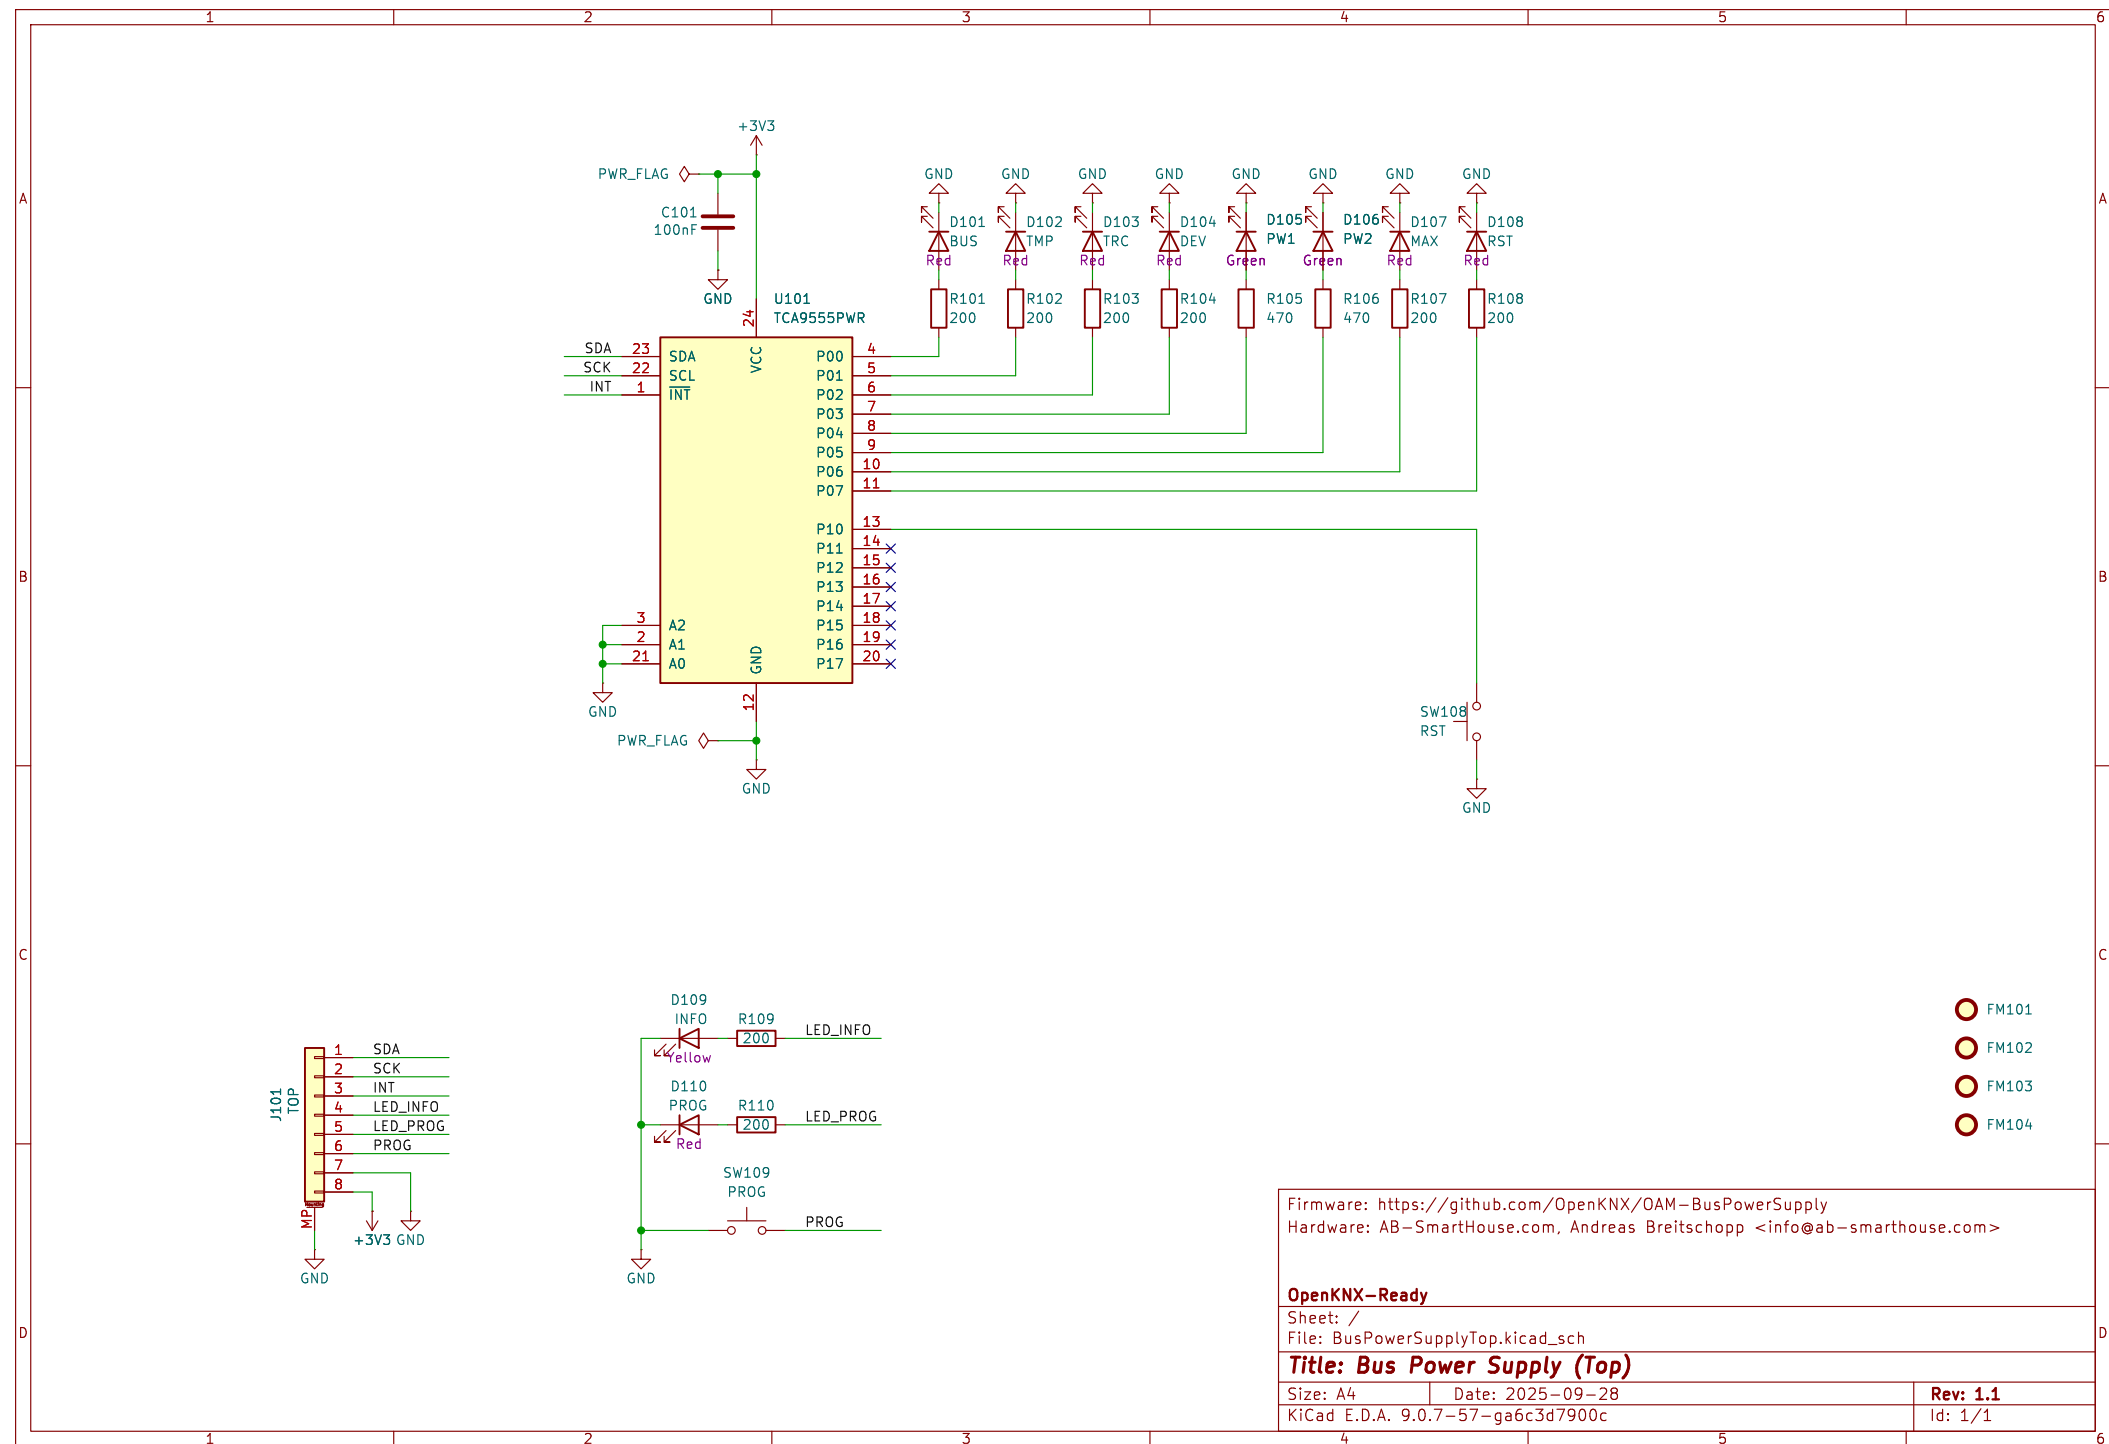 1 2 3 4 5 6
+3V3
PWR_FLAG
C101
100nF
GND
GND GND GND GND GND GND GND GND
D101 D102 D103 D104 D105 D106 D107 D108
BUS TMP TRC DEV PW1 PW2 MAX RST
Red Red Red Red Green Green Red Red
R101 R102 R103 R104 R105 R106 R107 R108
200 200 200 200 470 470 200 200
A A
U101
TCA9555PWR
24
VCC
SDA 23 SDA P00 4
SCK 22 SCL P01 5
INT 1 INT P02 6
P03 7
P04 8
P05 9
P06 10
P07 11
P10 13
P11 14
P12 15
B B
P13 16
P14 17
3 A2 P15 18
2 A1 P16 19
21 A0 P17 20
GND
12
GND
PWR_FLAG
GND
SW108
RST
GND
C C
D109
INFO
R109
200
LED_INFO
Yellow
D110
PROG
R110
200
LED_PROG
Red
SW109
PROG
PROG
GND
J101
TOP
1 SDA
2 SCK
3 INT
4 LED_INFO
5 LED_PROG
6 PROG
7
8
MP
+3V3 GND
GND
FM101
FM102
FM103
FM104
Firmware: https://github.com/OpenKNX/OAM-BusPowerSupply
Hardware: AB-SmartHouse.com, Andreas Breitschopp <info@ab-smarthouse.com>
OpenKNX-Ready
Sheet: /
File: BusPowerSupplyTop.kicad_sch
D D
Title: Bus Power Supply (Top)
Size: A4 Date: 2025-09-28 Rev: 1.1
KiCad E.D.A. 9.0.7-57-ga6c3d7900c Id: 1/1
1 2 3 4 5 6